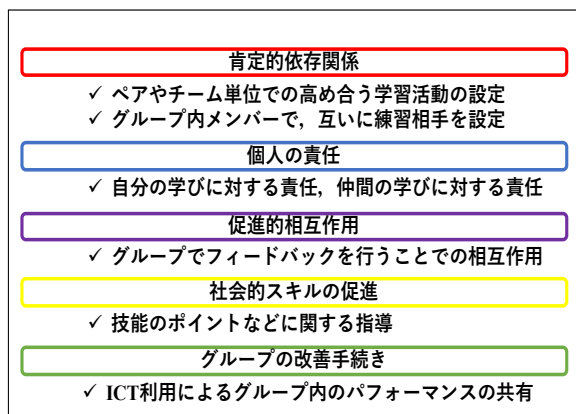 肯定的依存関係
✓ ペアやチーム単位での高め合う学習活動の設定
✓ グループ内メンバーで，互いに練習相手を設定
個人の責任
✓ 自分の学びに対する責任，仲間の学びに対する責任
促進的相互作用
✓ グループでフィードバックを行うことでの相互作用
社会的スキルの促進
✓ 技能のポイントなどに関する指導
グループの改善手続き
✓ ICT利用によるグループ内のパフォーマンスの共有